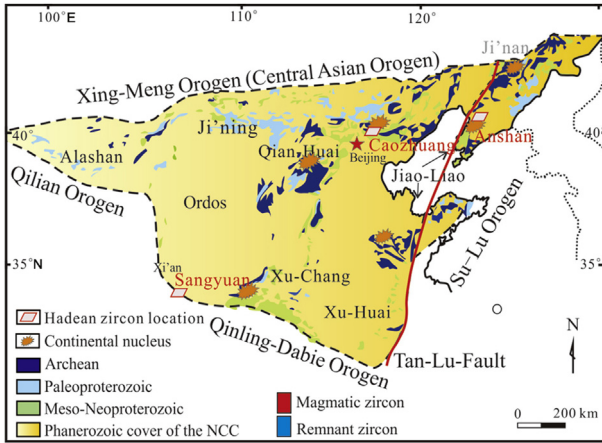 100°E
110°
120°
Ji'nan
Xing-Meng Orogen (Central Asian Orogen)
40°
Ji'ning
Caozhuang
Anshan
40°
Alashan
Qian-Huai
Beijing
Jiao-Liao
Qilian Orogen
Ordos
Su-Lu Orogen
35°N
35°
Xi'an
Sangyuan
Xu-Chang
Xu-Huai
Qinling-Dabie Orogen
Tan-Lu-Fault
N
Hadean zircon location
Continental nucleus
Archean
Paleoproterozoic
Meso-Neoproterozoic
Phanerozoic cover of the NCC
Magmatic zircon
Remnant zircon
0 200 km